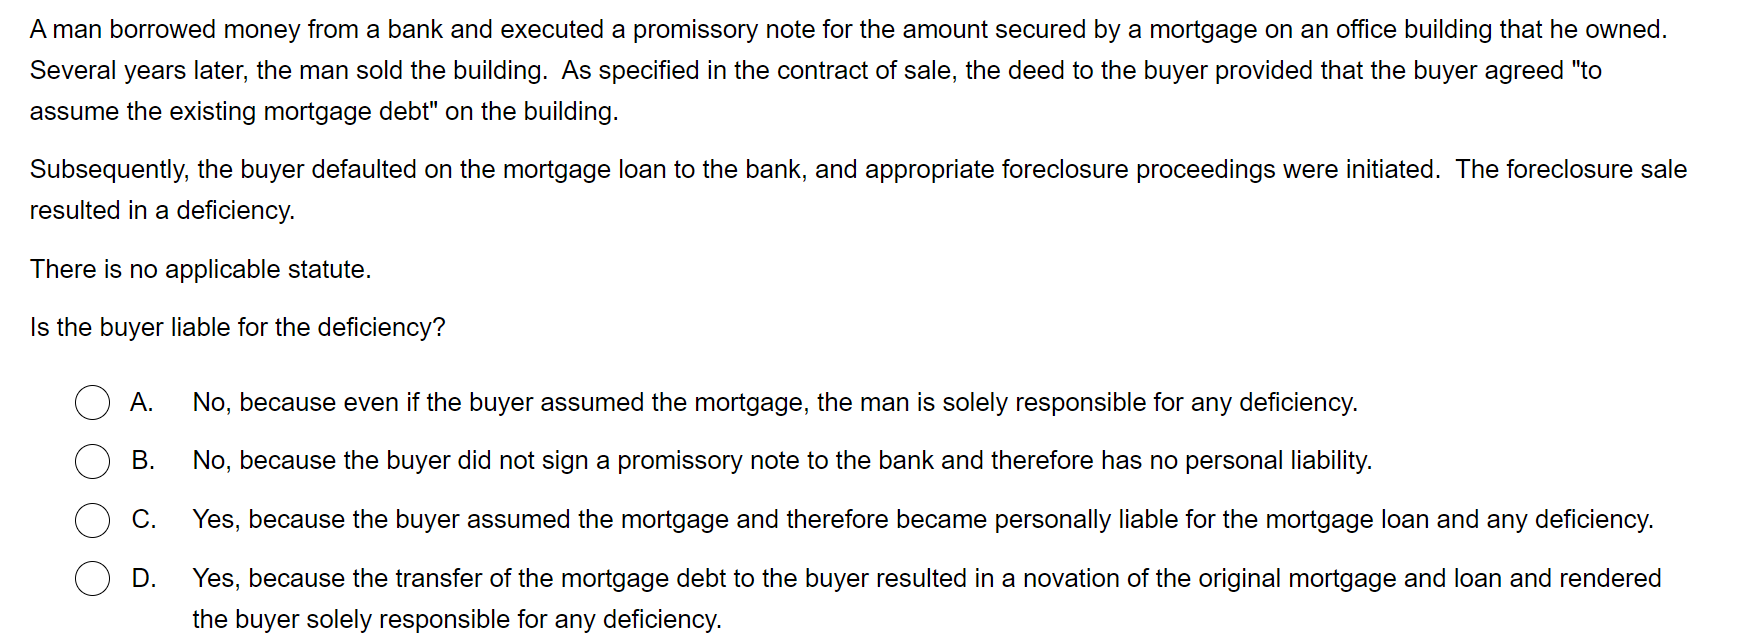 A man borrowed money from a bank and executed a promissory note for the amount secured by a mortgage on an office building that he owned.
Several years later, the man sold the building.  As specified in the contract of sale, the deed to the buyer provided that the buyer agreed "to
assume the existing mortgage debt" on the building.
Subsequently, the buyer defaulted on the mortgage loan to the bank, and appropriate foreclosure proceedings were initiated.  The foreclosure sale
resulted in a deficiency.
There is no applicable statute.
Is the buyer liable for the deficiency?
A. No, because even if the buyer assumed the mortgage, the man is solely responsible for any deficiency.
B. No, because the buyer did not sign a promissory note to the bank and therefore has no personal liability.
C. Yes, because the buyer assumed the mortgage and therefore became personally liable for the mortgage loan and any deficiency.
D. Yes, because the transfer of the mortgage debt to the buyer resulted in a novation of the original mortgage and loan and rendered
the buyer solely responsible for any deficiency.